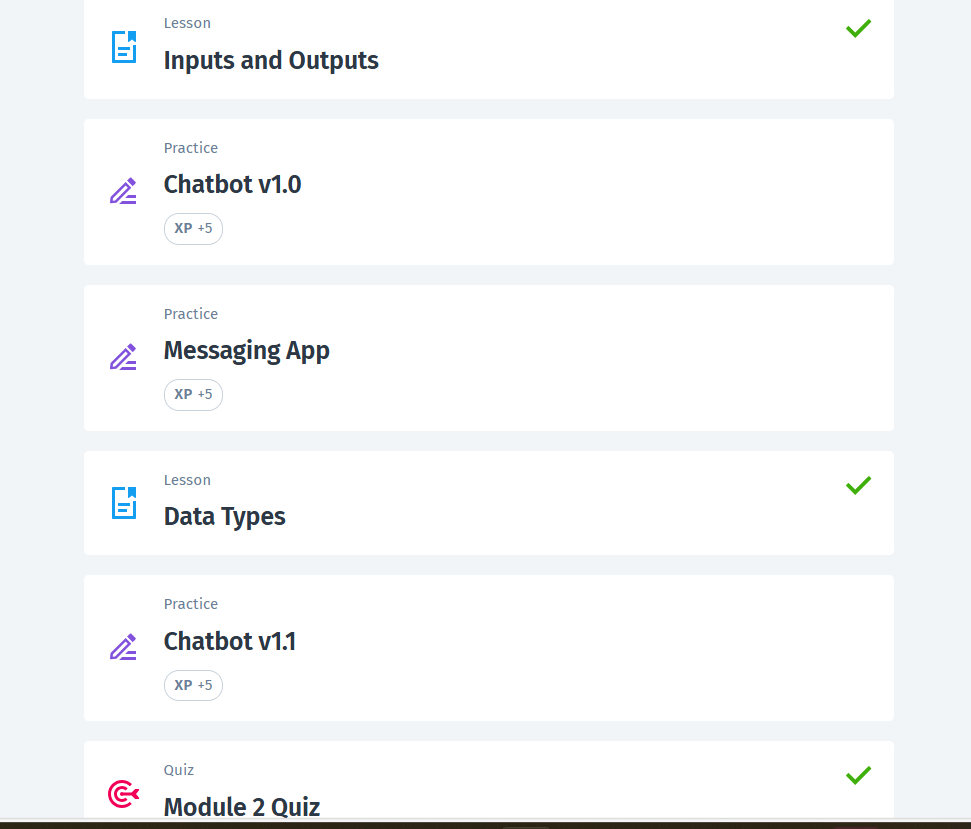 Lesson
Inputs and Outputs
Practice
Chatbot v1.0
XP +5
Practice
Messaging App
XP +5
Lesson
Data Types
Practice
Chatbot v1.1
XP +5
Quiz
Module 2 Quiz